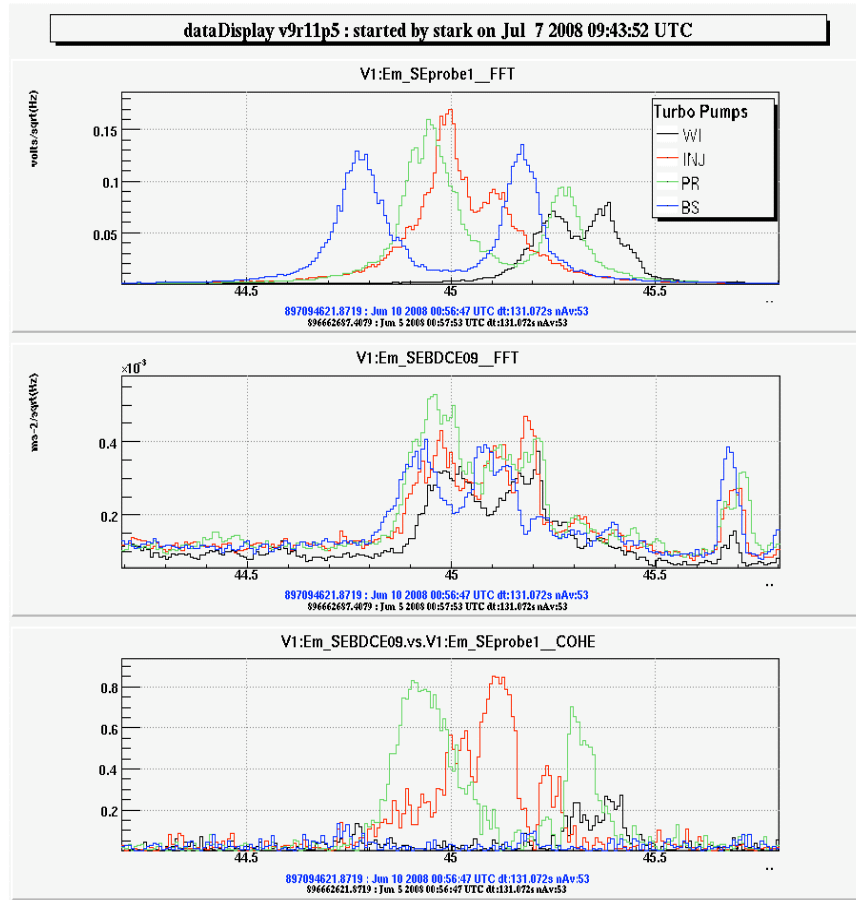 dataDisplay v9r11p5 : started by stark on Jul 7 2008 09:43:52 UTC
V1:Em_SEprobe1__FFT
volts/sqrt(Hz)
0.15
0.1
0.05
Turbo Pumps
WI
INJ
PR
BS
44.5 45 45.5
..
897094621.8719 : Jun 10 2008 00:56:47 UTC dt:131.072s nAv:53
896662687.4079 : Jun 5 2008 00:57:53 UTC dt:131.072s nAv:53
V1:Em_SEBDCE09__FFT
×10-3
ms-2/sqrt(Hz)
0.4
0.2
44.5 45 45.5
..
897094621.8719 : Jun 10 2008 00:56:47 UTC dt:131.072s nAv:53
896662687.4079 : Jun 5 2008 00:57:53 UTC dt:131.072s nAv:53
V1:Em_SEBDCE09.vs.V1:Em_SEprobe1__COHE
0.8
0.6
0.4
0.2
44.5 45 45.5
..
897094621.8719 : Jun 10 2008 00:56:47 UTC dt:131.072s nAv:53
896662621.8719 : Jun 5 2008 00:56:47 UTC dt:131.072s nAv:53